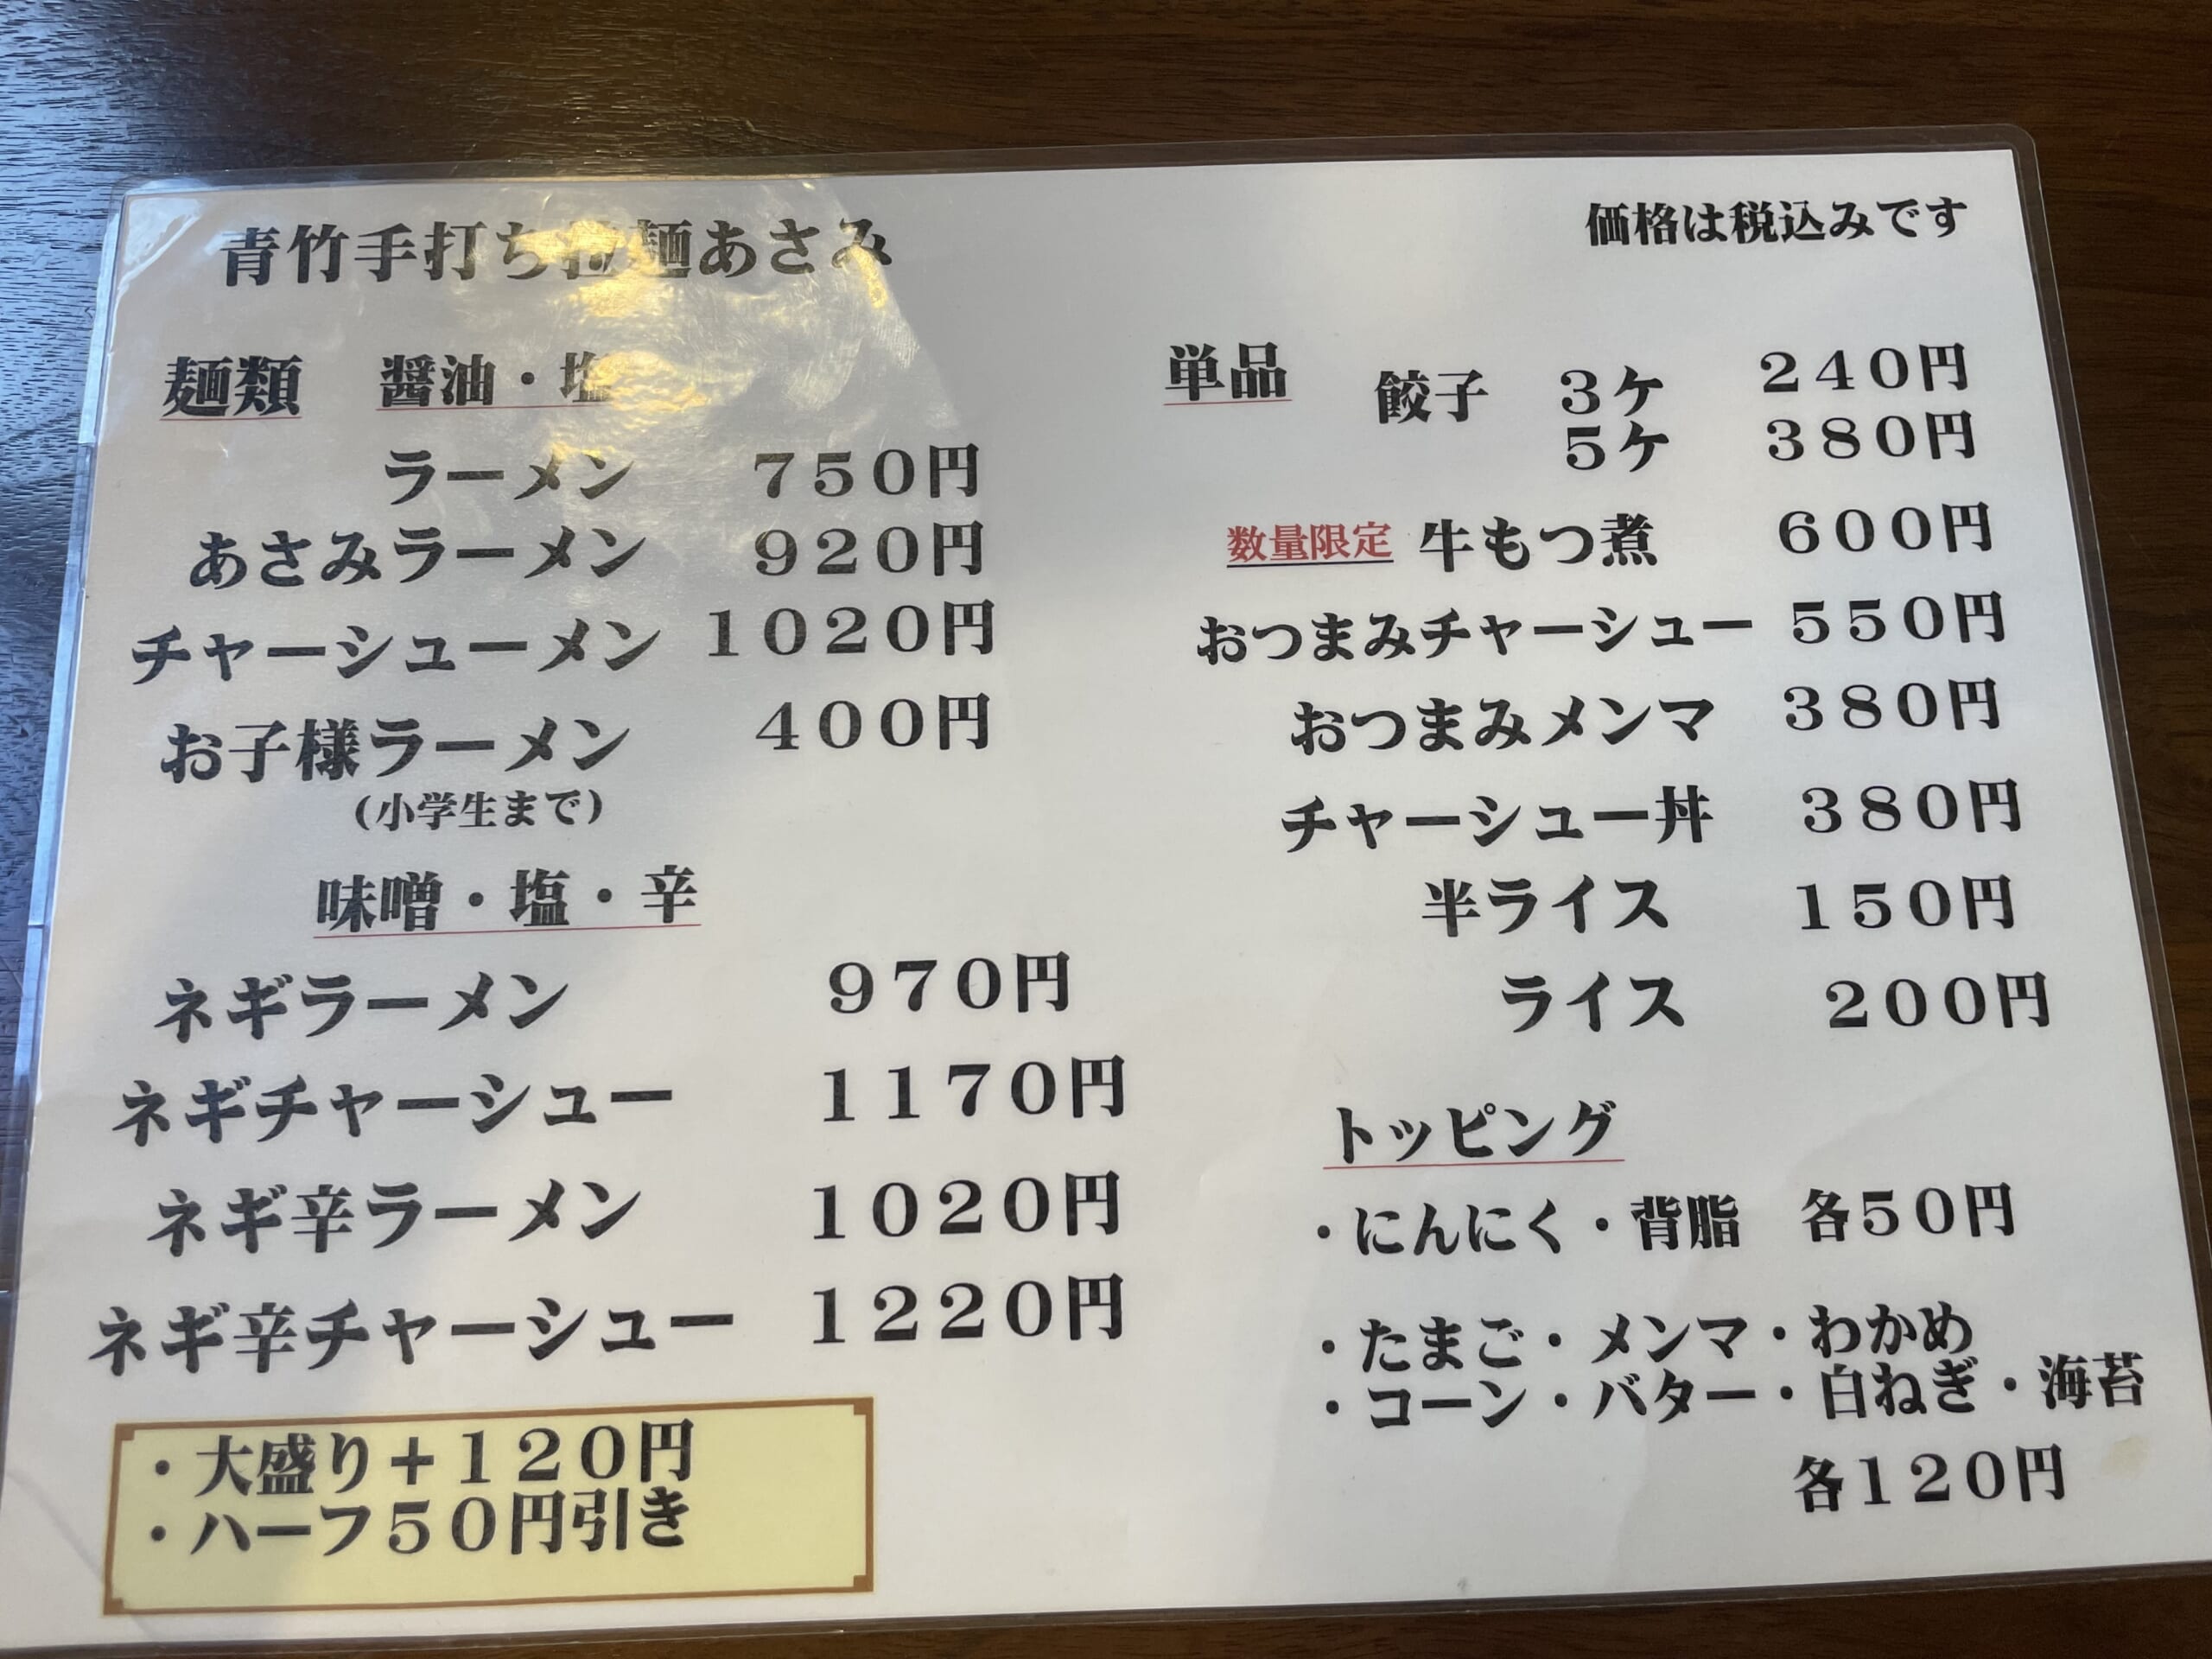 青竹手打ち拉麺あさみ
価格は税込みです
麺類 醤油・塩
ラーメン ７５０円
あさみラーメン ９２０円
チャーシューメン １０２０円
お子様ラーメン ４００円
（小学生まで）
味噌・塩・辛
ネギラーメン ９７０円
ネギチャーシュー １１７０円
ネギ辛ラーメン １０２０円
ネギ辛チャーシュー １２２０円
・大盛り＋１２０円
・ハーフ５０円引き
単品 餃子 ３ケ ２４０円
５ケ ３８０円
数量限定 牛もつ煮 ６００円
おつまみチャーシュー ５５０円
おつまみメンマ ３８０円
チャーシュー丼 ３８０円
半ライス １５０円
ライス ２００円
トッピング
・にんにく・背脂 各５０円
・たまご・メンマ・わかめ
・コーン・バター・白ねぎ・海苔
各１２０円